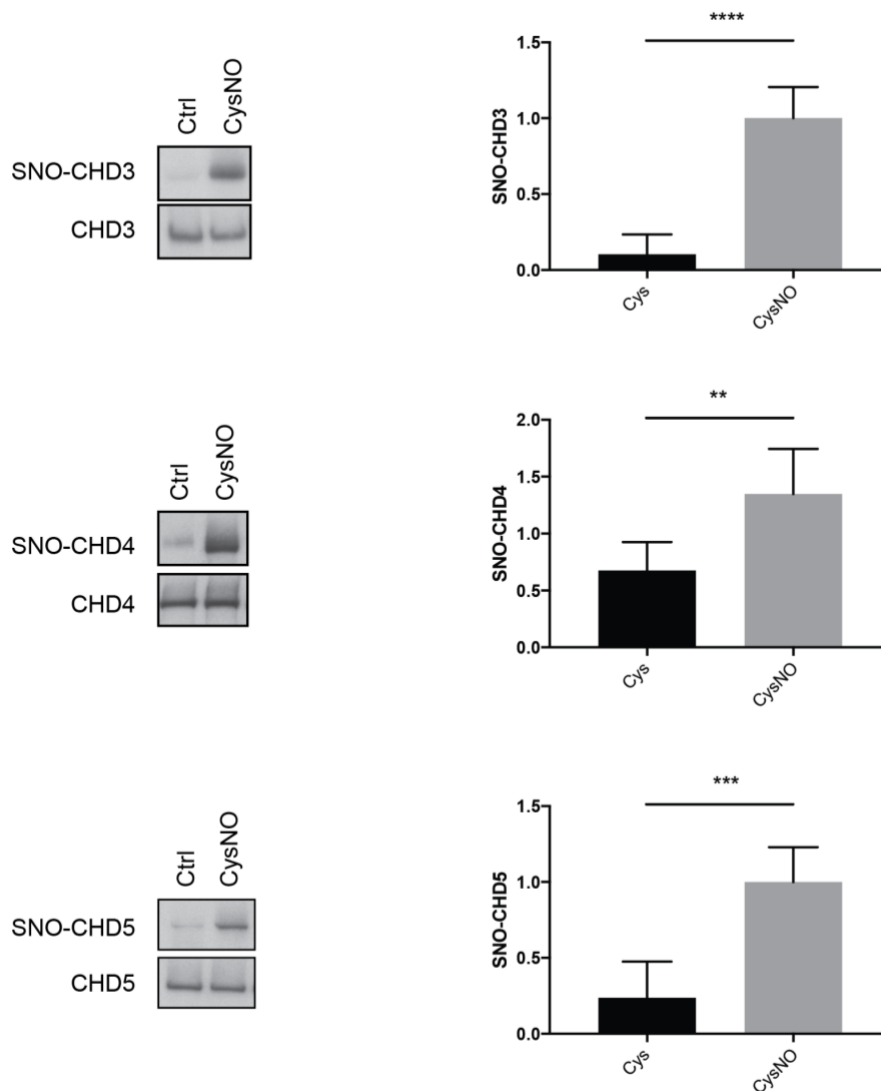 Ctrl
CysNO
SNO-CHD3
CHD3
****
SNO-CHD3
1.5
1.0
0.5
0.0
Cys
CysNO
Ctrl
CysNO
SNO-CHD4
CHD4
**
SNO-CHD4
2.0
1.5
1.0
0.5
0.0
Cys
CysNO
Ctrl
CysNO
SNO-CHD5
CHD5
***
SNO-CHD5
1.5
1.0
0.5
0.0
Cys
CysNO